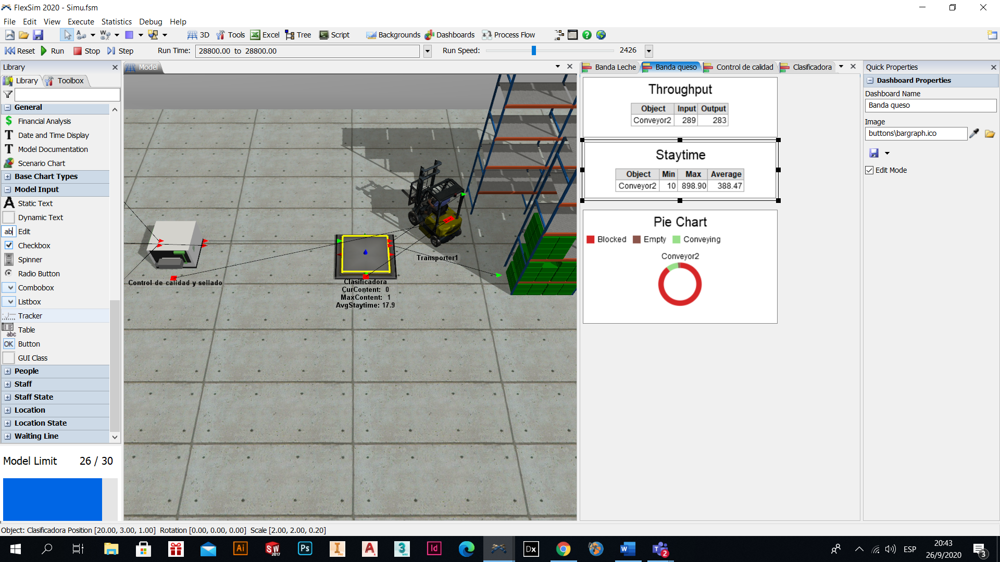 FlexSim 2020 - Simu.fsm
File Edit View Execute Statistics Debug Help
3D Tools Excel Tree Script Backgrounds Dashboards Process Flow
Reset Run Stop Step Run Time: 28800.00 to 28800.00 Run Speed: 2426
Library
Library Toolbox
General
Financial Analysis
Date and Time Display
Model Documentation
Scenario Chart
Base Chart Types
Model Input
Static Text
Dynamic Text
Edit
Checkbox
Spinner
Radio Button
Combobox
Listbox
Tracker
Table
Button
GUI Class
People
Staff
Staff State
Location
Location State
Waiting Line
Model Limit 26 / 30
Model
Control de calidad y sellado
Clasificadora
CurContent: 0
MaxContent: 1
AvgStaytime: 17.9
Transporter1
Banda Leche Banda queso Control de calidad Clasificadora
Throughput
Object Input Output
Conveyor2 289 283
Staytime
Object Min Max Average
Conveyor2 10 898.90 388.47
Pie Chart
Blocked Empty Conveying
Conveyor2
Quick Properties
Dashboard Properties
Dashboard Name
Banda queso
Image
buttons\bargraph.ico
Edit Mode
Object: Clasificadora Position [20.00, 3.00, 1.00] Rotation [0.00, 0.00, 0.00] Scale [2.00, 2.00, 0.20]
ESP
20:43
26/9/2020
3